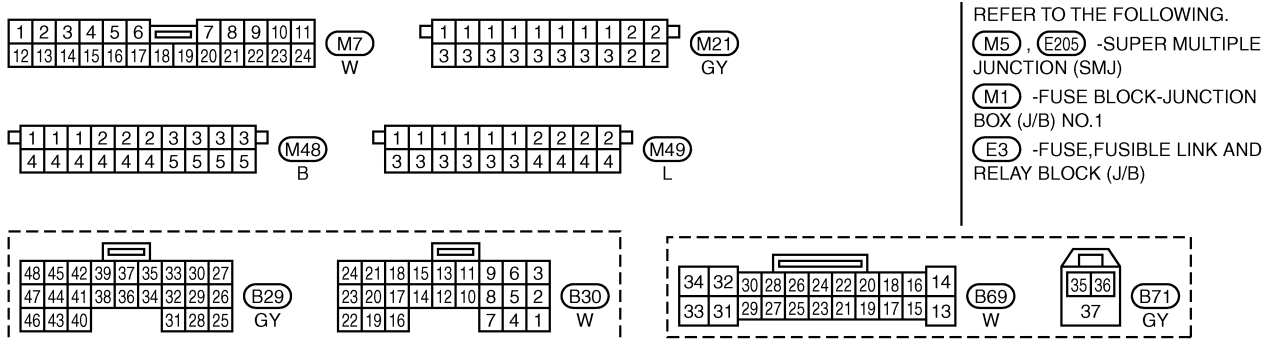 1 2 3 4 5 6 7 8 9 10 11
12 13 14 15 16 17 18 19 20 21 22 23 24
M7
W
1 1 1 1 1 1 1 1 2 2
3 3 3 3 3 3 3 3 2 2
M21
GY
REFER TO THE FOLLOWING.
M5 , E205 -SUPER MULTIPLE
JUNCTION (SMJ)
M1 -FUSE BLOCK-JUNCTION
BOX (J/B) NO.1
E3 -FUSE,FUSIBLE LINK AND
RELAY BLOCK (J/B)
1 1 1 2 2 2 3 3 3 3
4 4 4 4 4 5 5 5 5 5
M48
B
1 1 1 1 1 1 2 2 2 2
3 3 3 3 3 3 4 4 4 4
M49
L
48 45 42 39 37 35 33 30 27
47 44 41 38 36 34 32 29 26
46 43 40 31 28 25
B29
GY
24 21 18 15 13 11 9 6 3
23 20 17 14 12 10 8 5 2
22 19 16 7 4 1
B30
W
34 32 30 28 26 24 22 20 18 16 14
33 31 29 27 25 23 21 19 17 15 13
B69
W
35 36
37
B71
GY